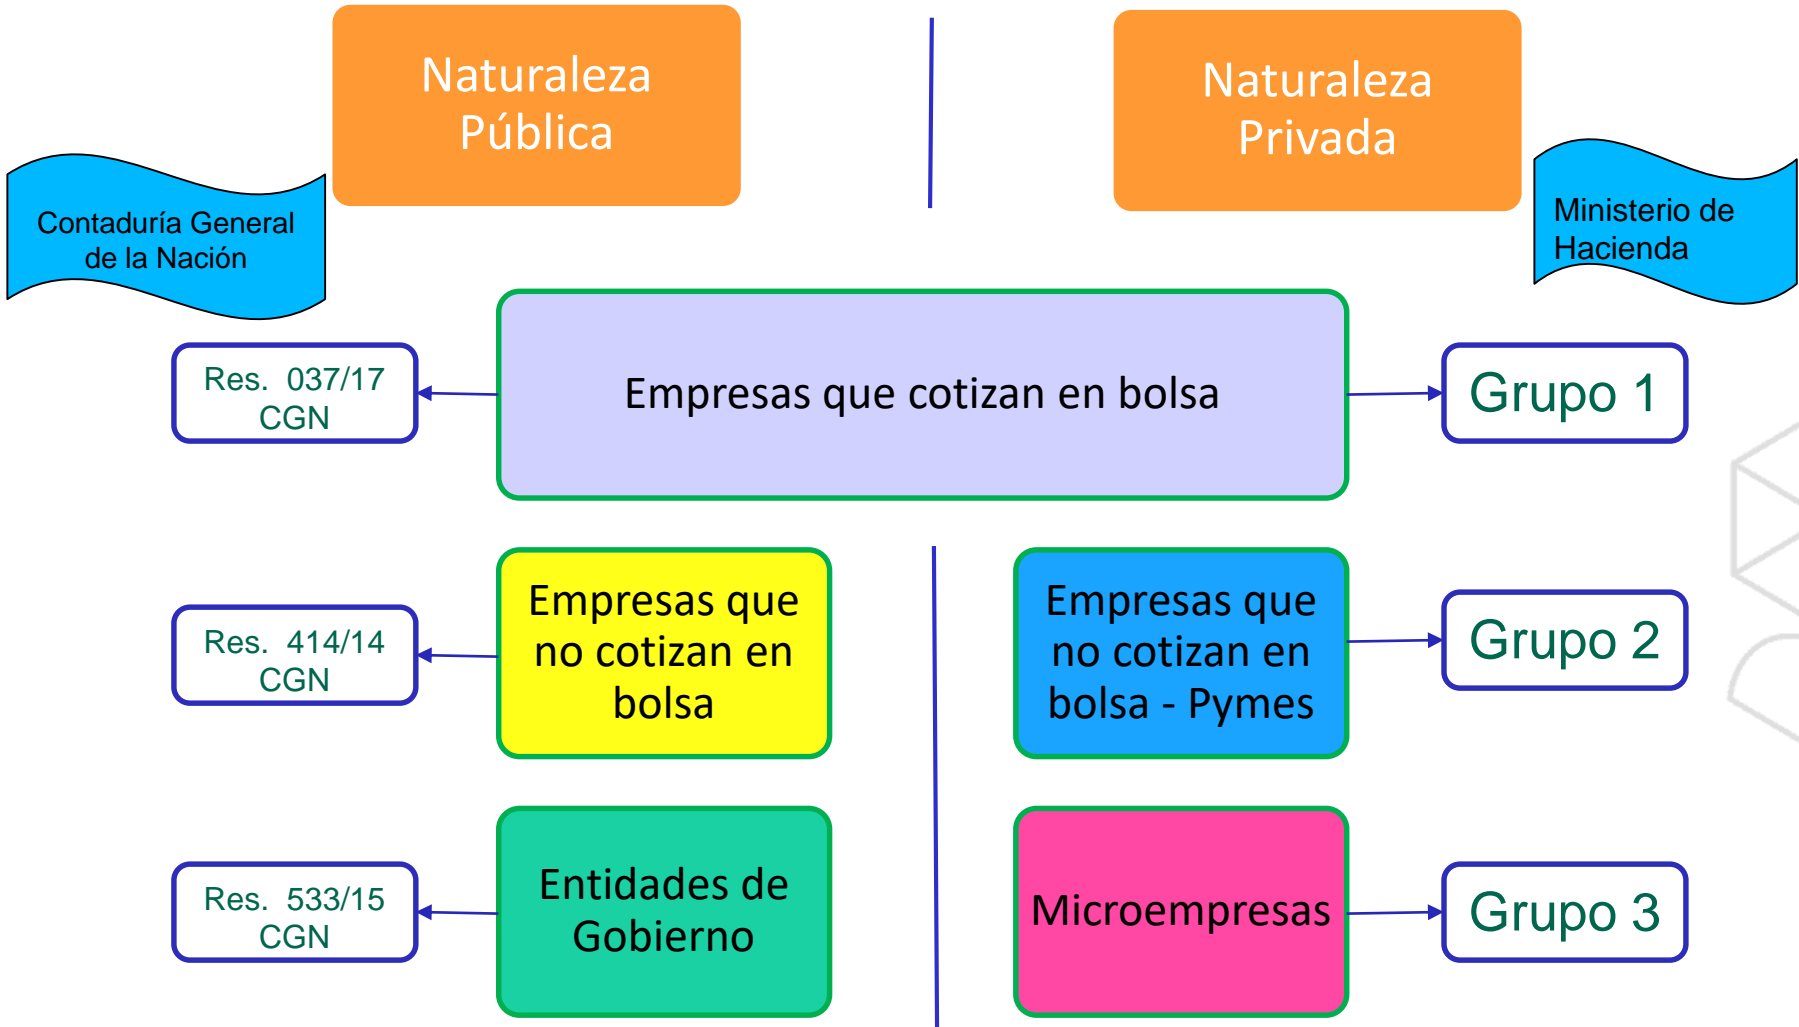 Naturaleza
Pública
Naturaleza
Privada
Contaduría General
de la Nación
Ministerio de
Hacienda
Res.  037/17
CGN
Empresas que cotizan en bolsa
Grupo 1
Res.  414/14
CGN
Empresas que
no cotizan en
bolsa
Empresas que
no cotizan en
bolsa - Pymes
Grupo 2
Res.  533/15
CGN
Entidades de
Gobierno
Microempresas
Grupo 3